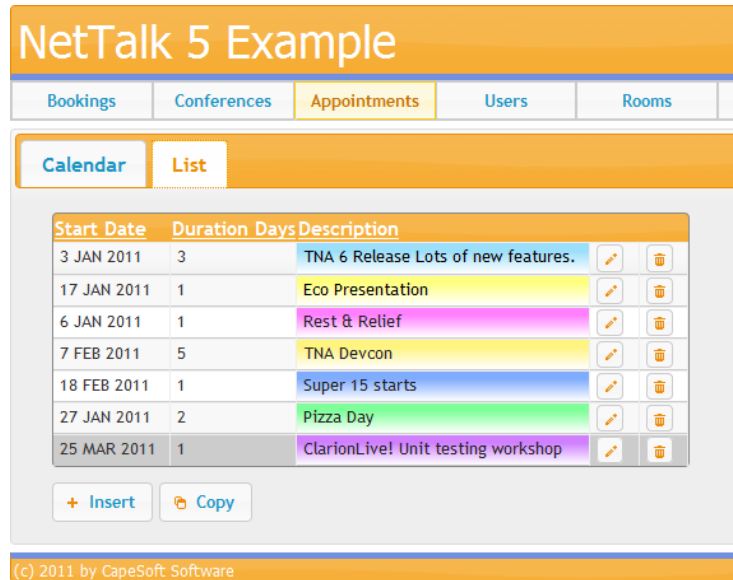 NetTalk 5 Example
Bookings Conferences Appointments Users Rooms
Calendar List
Start Date Duration Days Description
3 JAN 2011 3 TNA 6 Release Lots of new features.
17 JAN 2011 1 Eco Presentation
6 JAN 2011 1 Rest & Relief
7 FEB 2011 5 TNA Devcon
18 FEB 2011 1 Super 15 starts
27 JAN 2011 2 Pizza Day
25 MAR 2011 1 ClarionLive! Unit testing workshop
Insert Copy
(c) 2011 by CapeSoft Software